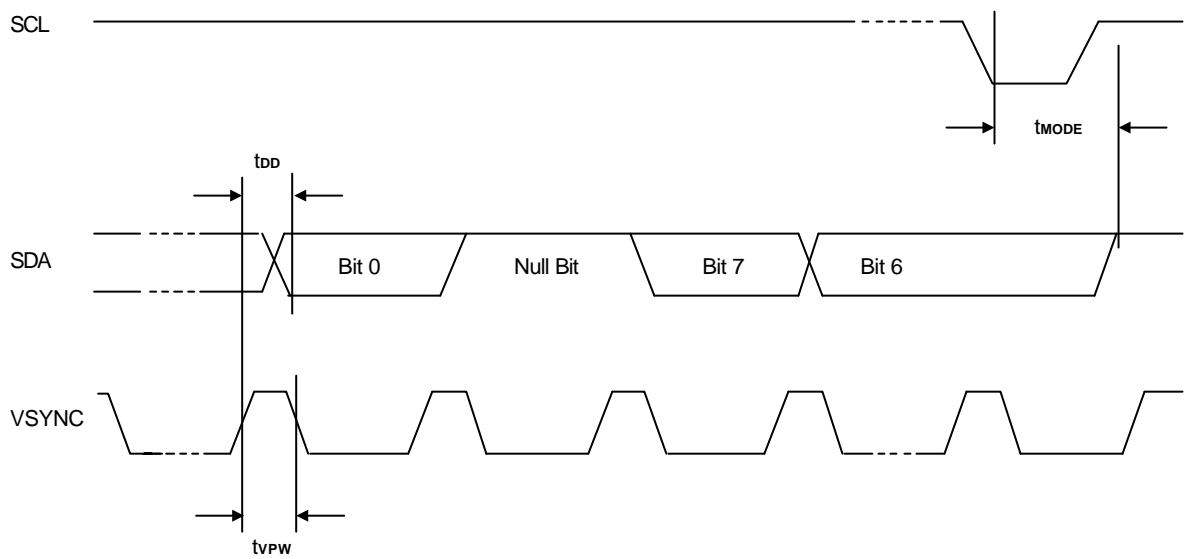 SCL
tMODE
tDD
SDA
Bit 0
Null Bit
Bit 7
Bit 6
VSYNC
tVPW